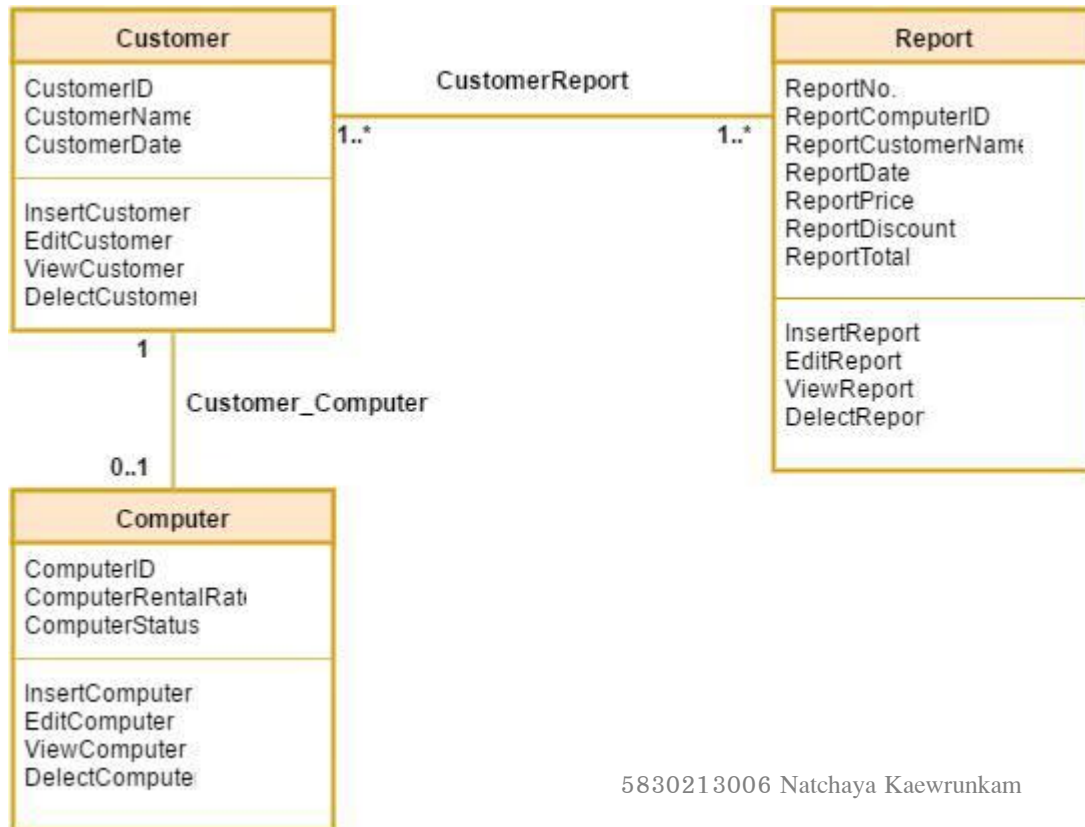 Customer
CustomerID
CustomerName
CustomerDate
InsertCustomer
EditCustomer
ViewCustomer
DelectCustomer
CustomerReport
1..*
1..*
Report
ReportNo.
ReportComputerID
ReportCustomerName
ReportDate
ReportPrice
ReportDiscount
ReportTotal
InsertReport
EditReport
ViewReport
DelectRepor
1
Customer_Computer
0..1
Computer
ComputerID
ComputerRentalRat
ComputerStatus
InsertComputer
EditComputer
ViewComputer
DelectCompute
5830213006 Natchaya Kaewrunkam